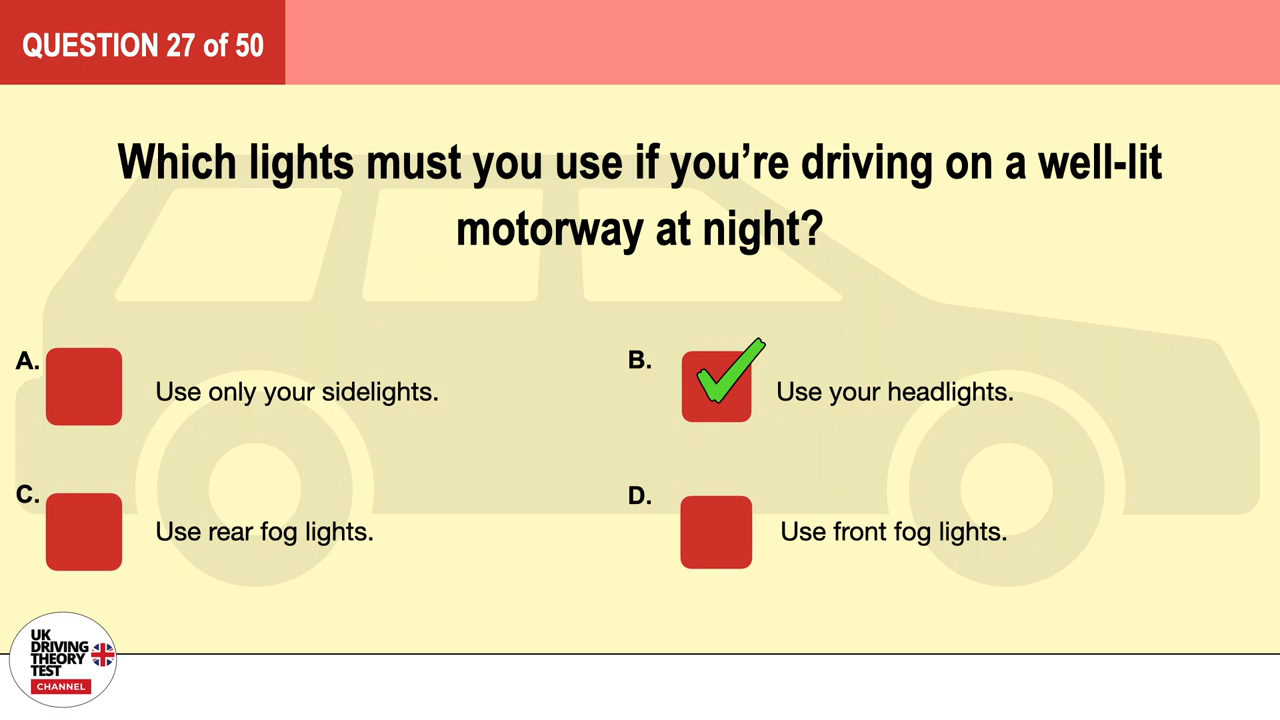 QUESTION 27 of 50
Which lights must you use if you’re driving on a well-lit
motorway at night?
A.
Use only your sidelights.
B.
Use your headlights.
C.
Use rear fog lights.
D.
Use front fog lights.
UK
DRIVING
THEORY
TEST
CHANNEL